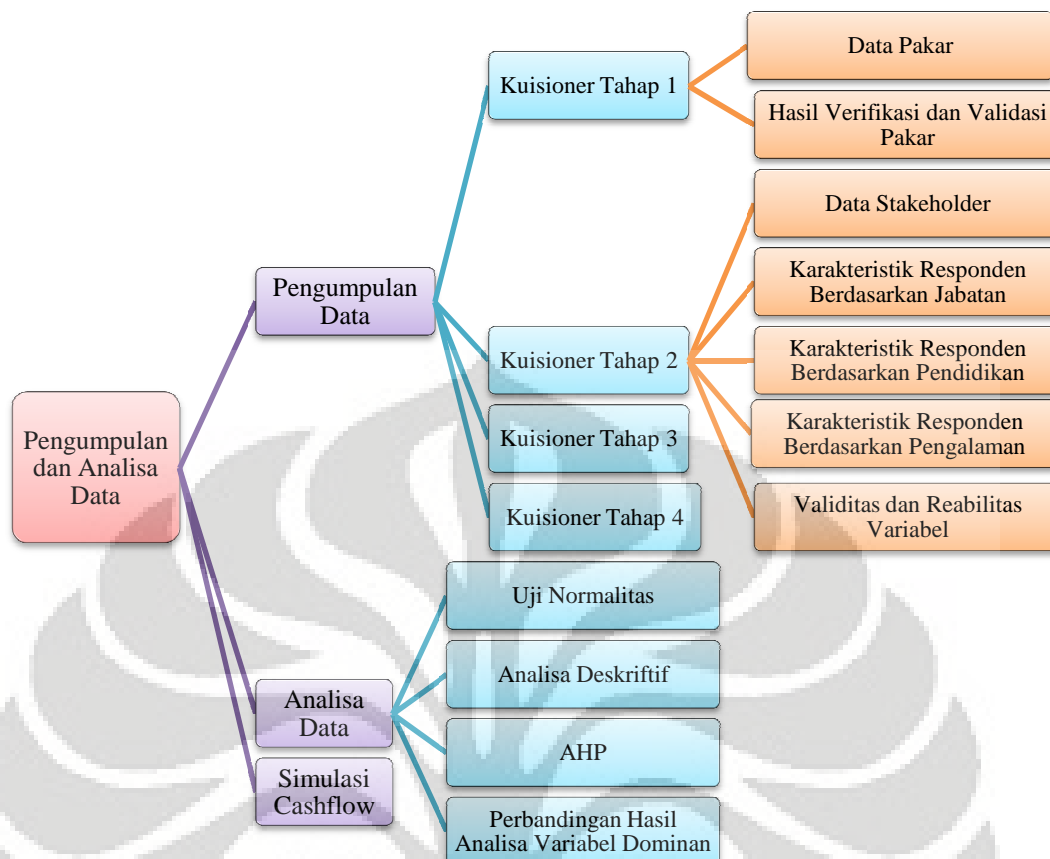 Pengumpulan
dan Analisa
Data
Pengumpulan
Data
Kuisioner Tahap 1
Data Pakar
Hasil Verifikasi dan Validasi
Pakar
Kuisioner Tahap 2
Data Stakeholder
Karakteristik Responden
Berdasarkan Jabatan
Karakteristik Responden
Berdasarkan Pendidikan
Karakteristik Responden
Berdasarkan Pengalaman
Validitas dan Reabilitas
Variabel
Kuisioner Tahap 3
Kuisioner Tahap 4
Analisa
Data
Uji Normalitas
Analisa Deskriftif
AHP
Perbandingan Hasil
Analisa Variabel Dominan
Simulasi
Cashflow